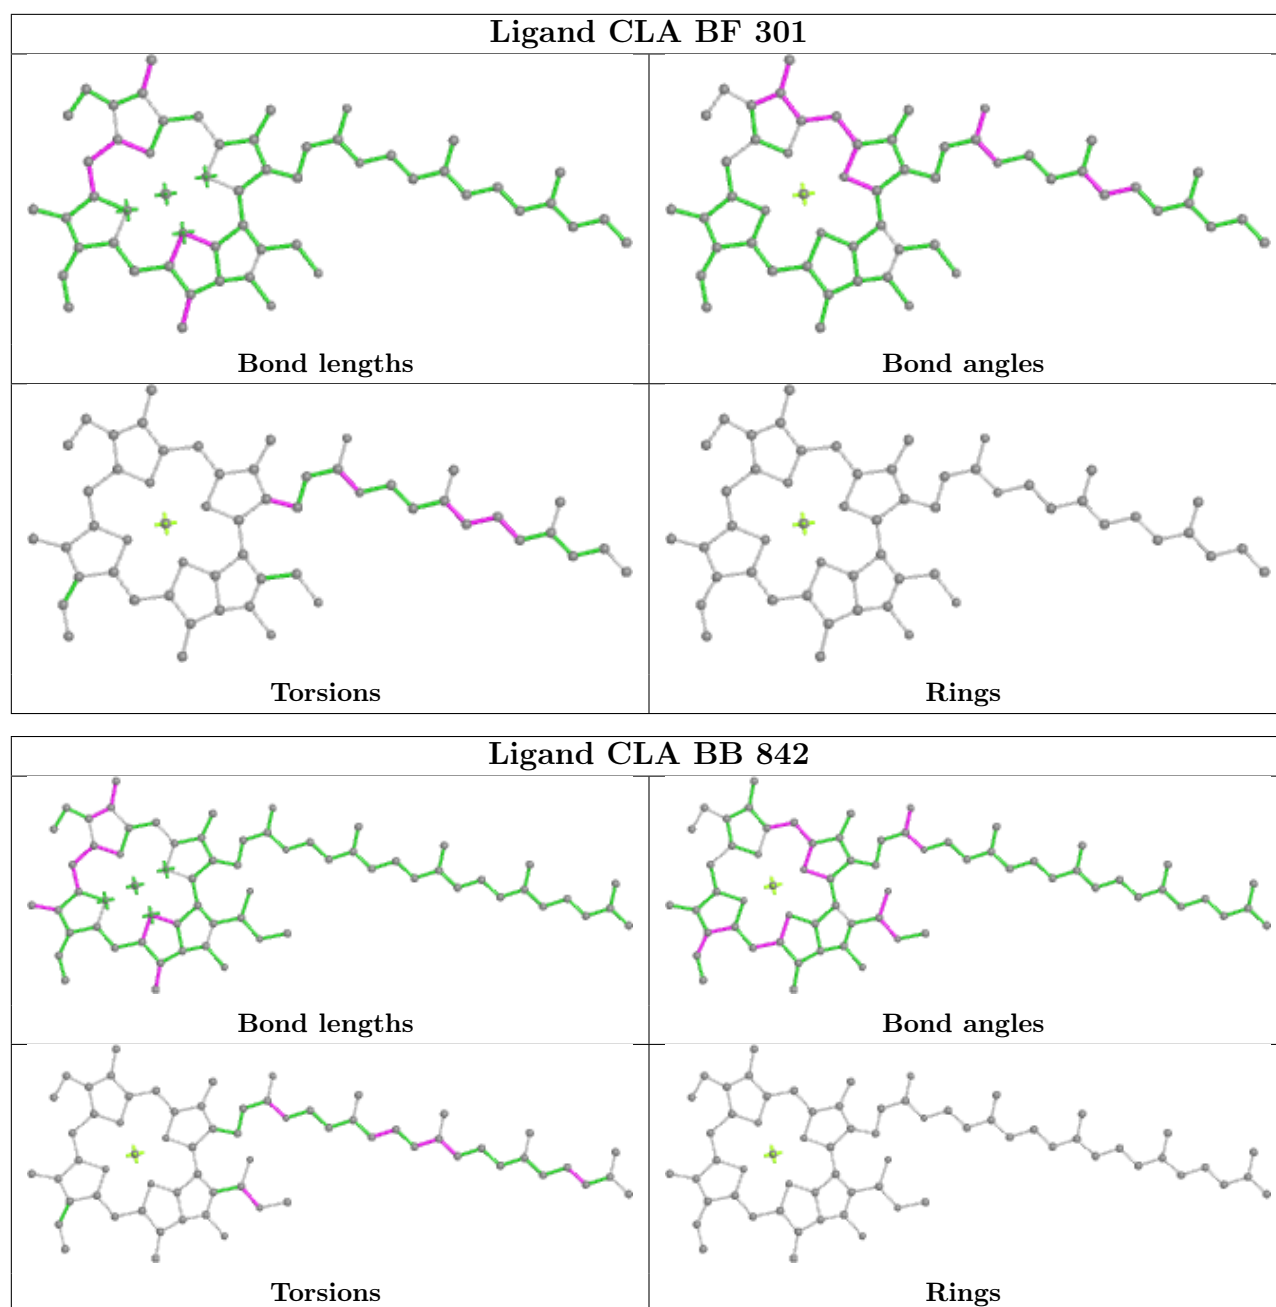 Ligand CLA BF 301
Bond lengths
Bond angles
Torsions
Rings
Ligand CLA BB 842
Bond lengths
Bond angles
Torsions
Rings